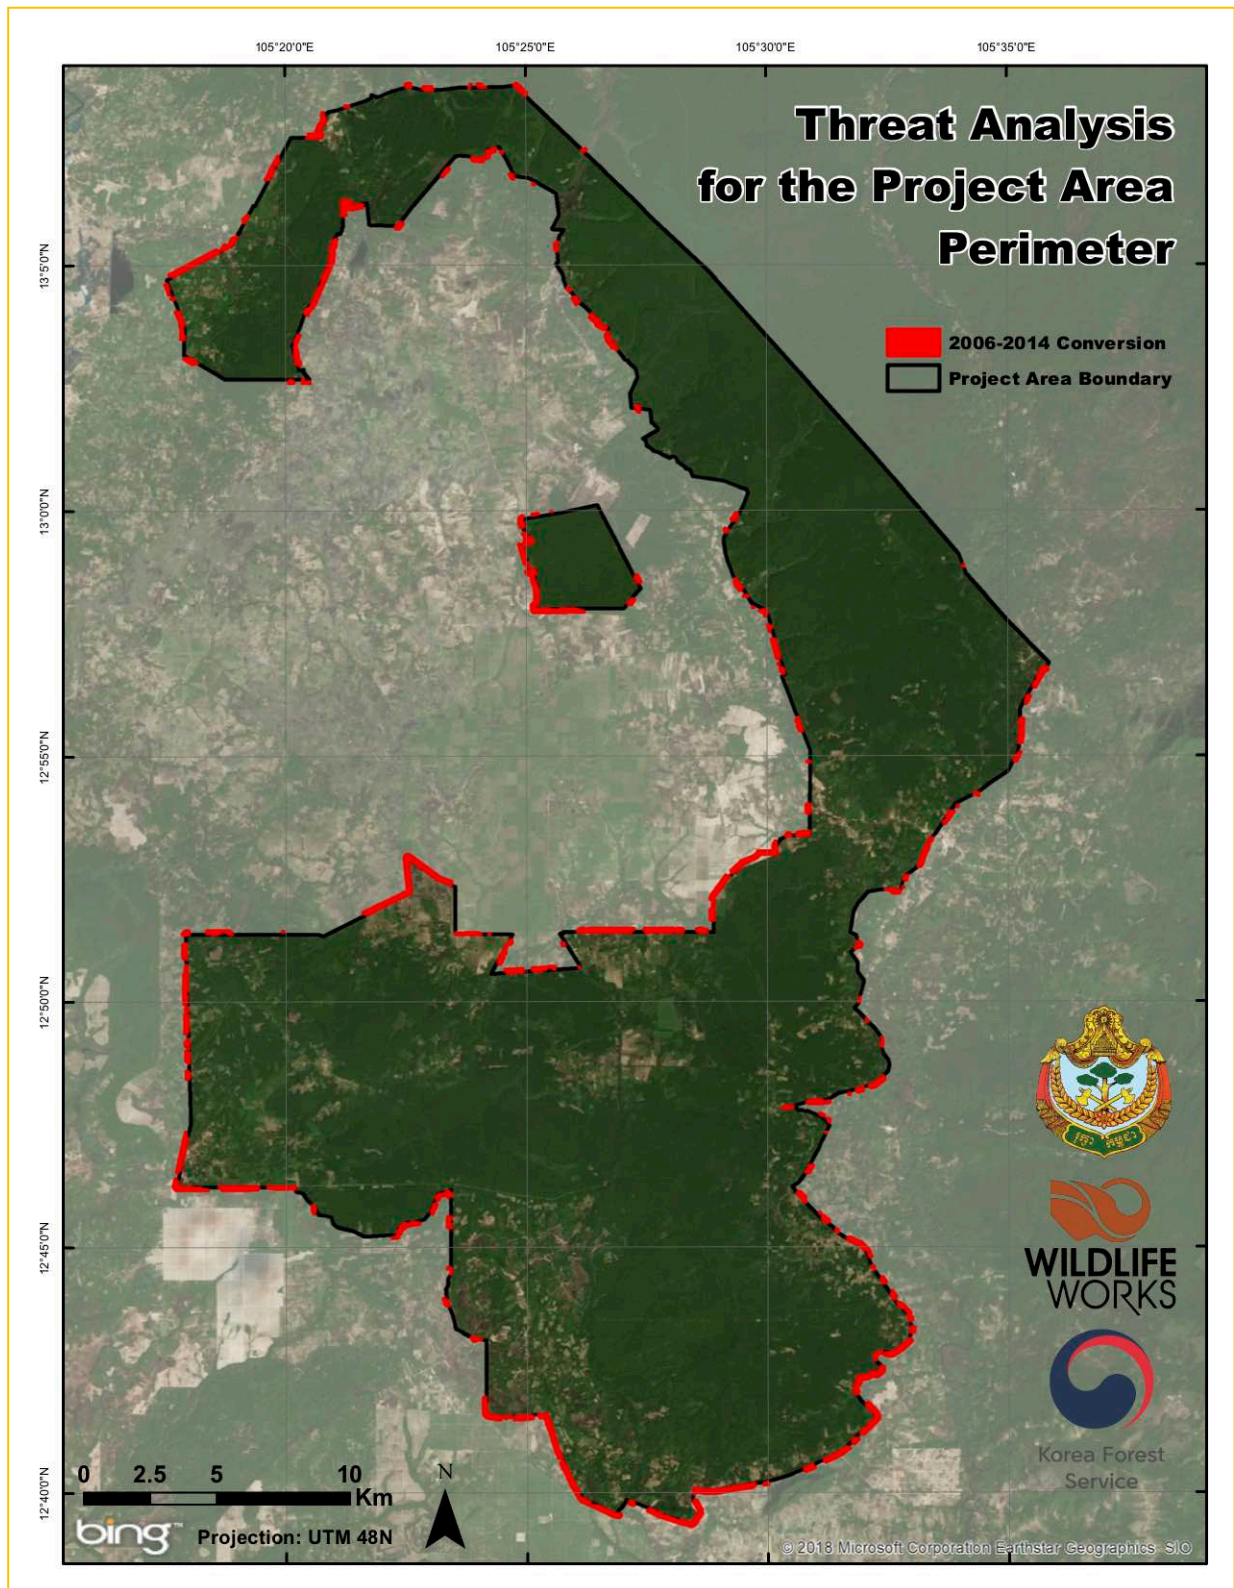 105°20'0"E
105°25'0"E
105°30'0"E
105°35'0"E
Threat Analysis
for the Project Area
Perimeter
2006-2014 Conversion
Project Area Boundary
13°5'0"N
13°0'0"N
12°55'0"N
12°50'0"N
12°45'0"N
12°40'0"N
WILDLIFE
WORKS
Korea Forest
Service
0 2.5 5 10
Km
N
bing™
Projection: UTM 48N
© 2018 Microsoft Corporation Earthstar Geographics SIO